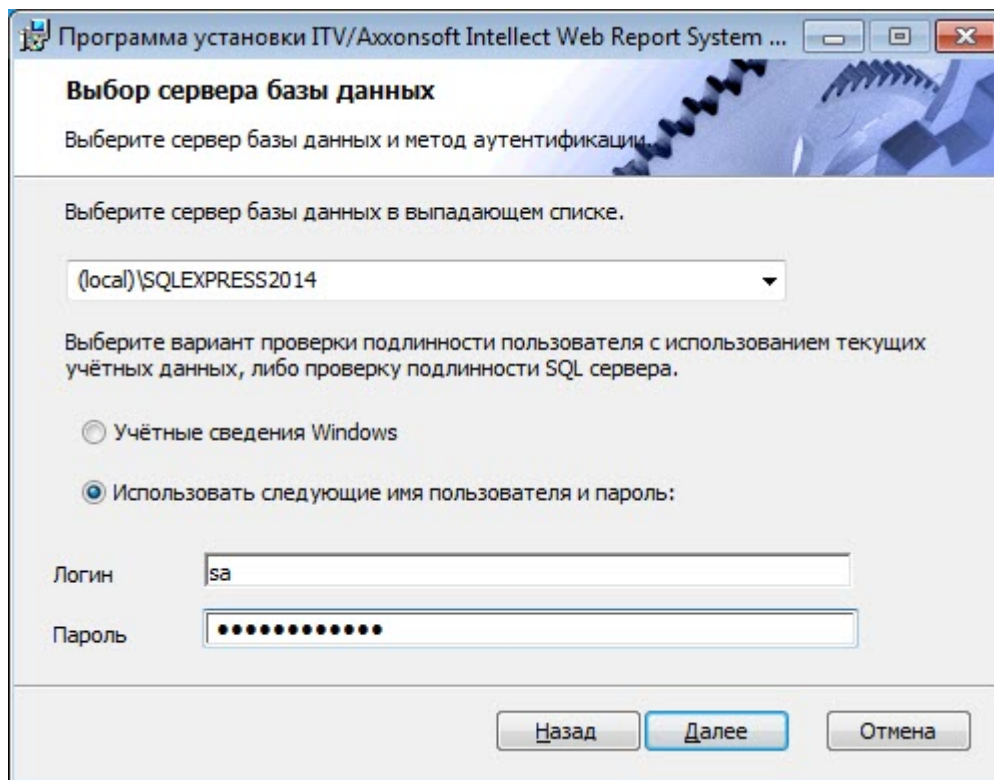 Программа установки ITV/Axxonsoft Intellect Web Report System ...
Выбор сервера базы данных
Выберите сервер базы данных и метод аутентификации.
Выберите сервер базы данных в выпадающем списке.
(local)\SQLEXPRESS2014
Выберите вариант проверки подлинности пользователя с использованием текущих
учётных данных, либо проверку подлинности SQL сервера.
Учётные сведения Windows
Использовать следующие имя пользователя и пароль:
Логин sa
Пароль ●●●●●●●●●●●●
Назад Далее Отмена